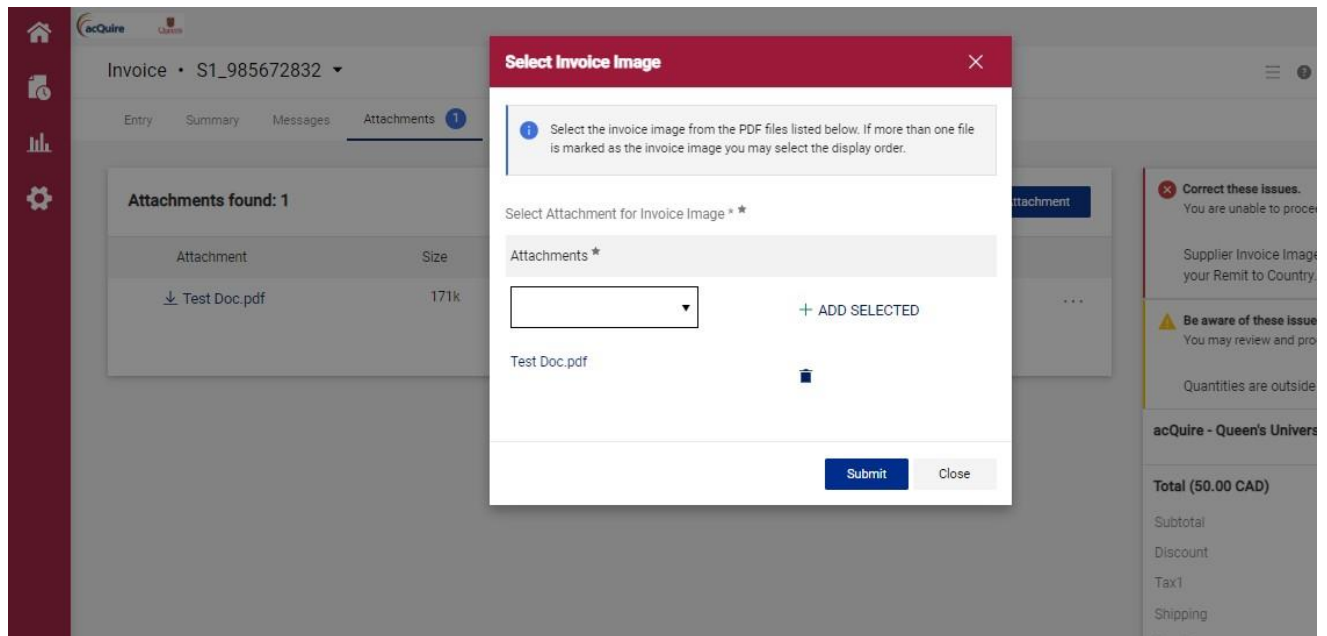 acQuire
Queen's
Invoice • S1_985672832
Entry Summary Messages Attachments 1
Attachments found: 1
Attachment Size
Test Doc.pdf 171k
...
Select Invoice Image
Select the invoice image from the PDF files listed below. If more than one file
is marked as the invoice image you may select the display order.
Select Attachment for Invoice Image * ★
Attachments ★
+ ADD SELECTED
Test Doc.pdf
Submit Close
ttachment
Correct these issues.
You are unable to procee
Supplier Invoice Image
your Remit to Country.
Be aware of these issue
You may review and pro
Quantities are outside
acQuire - Queen's Univers
Total (50.00 CAD)
Subtotal
Discount
Tax1
Shipping